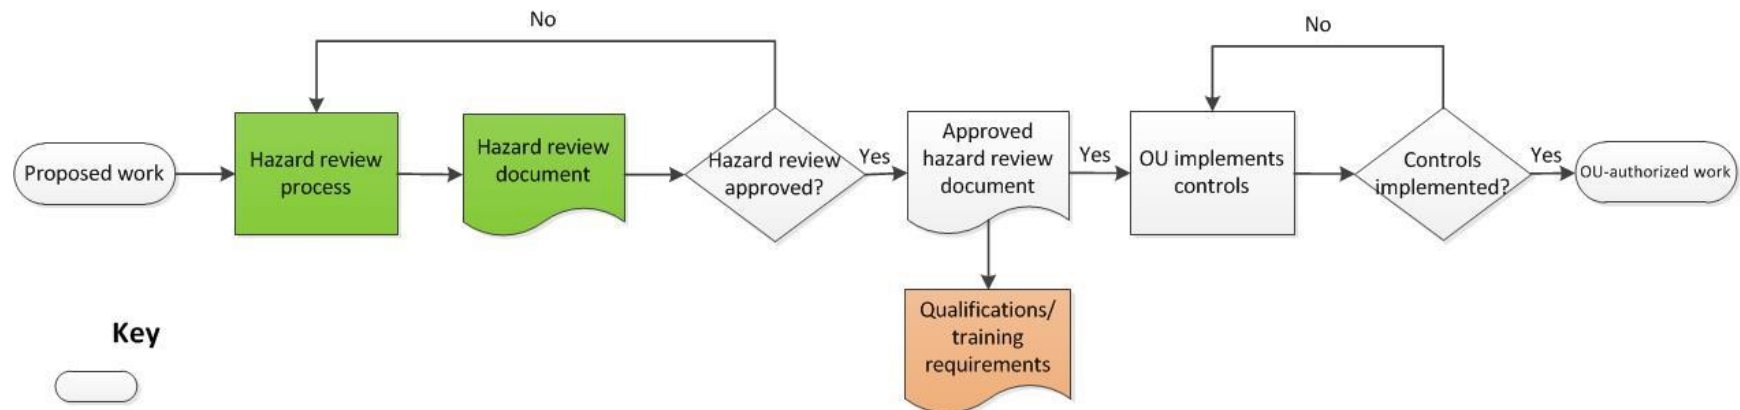 No
No
Proposed work
Hazard review
process
Hazard review
document
Hazard review
approved?
Yes
Approved
hazard review
document
Yes
OU implements
controls
Controls
implemented?
Yes
OU-authorized work
Qualifications/
training
requirements
Key